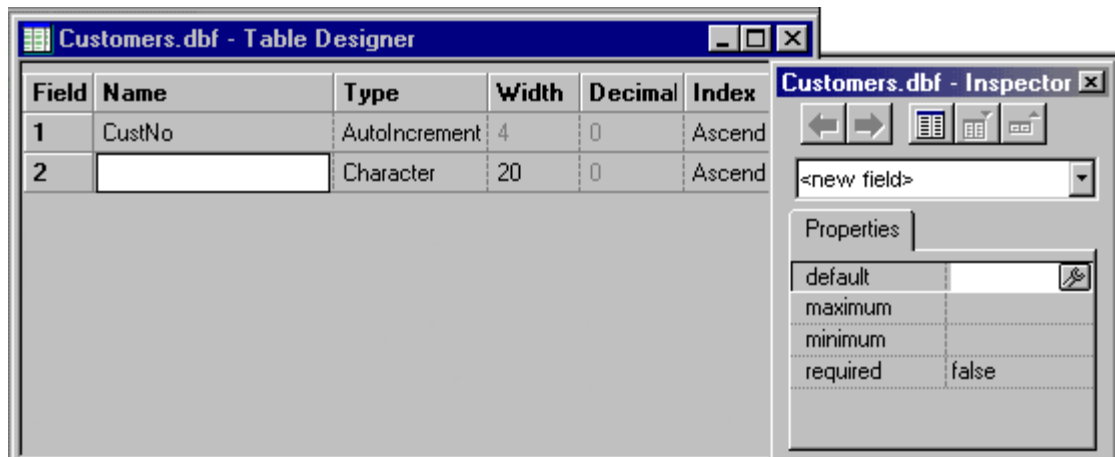 Customers.dbf - Table Designer
Field Name Type Width Decimal Index
1 CustNo AutoIncrement 4 0 Ascend
2 Character 20 0 Ascend
Customers.dbf - Inspector
<new field>
Properties
default
maximum
minimum
required false